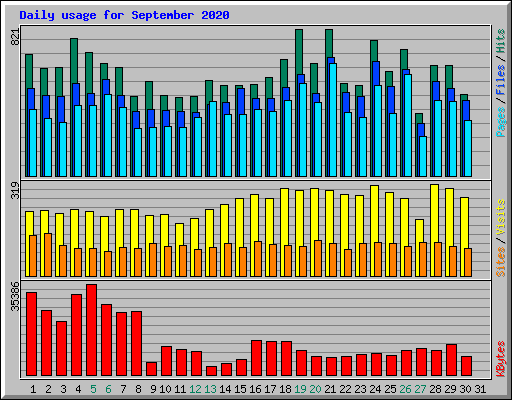 Daily usage for September 2020
821
Pages / Files / Hits
319
Sites / Visits
35386
KBytes
1 2 3 4 5 6 7 8 9 10 11 12 13 14 15 16 17 18 19 20 21 22 23 24 25 26 27 28 29 30 31